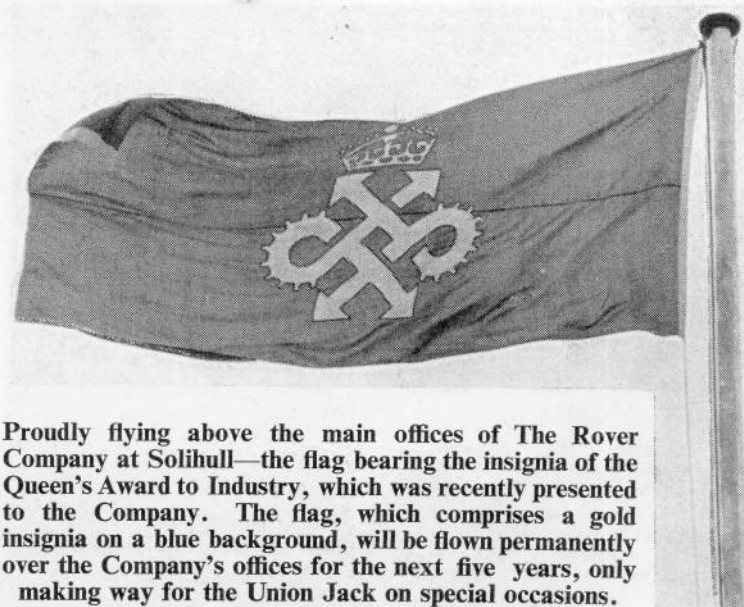 Proudly flying above the main offices of The Rover
Company at Solihull—the flag bearing the insignia of the
Queen's Award to Industry, which was recently presented
to the Company. The flag, which comprises a gold
insignia on a blue background, will be flown permanently
over the Company's offices for the next five years, only
making way for the Union Jack on special occasions.